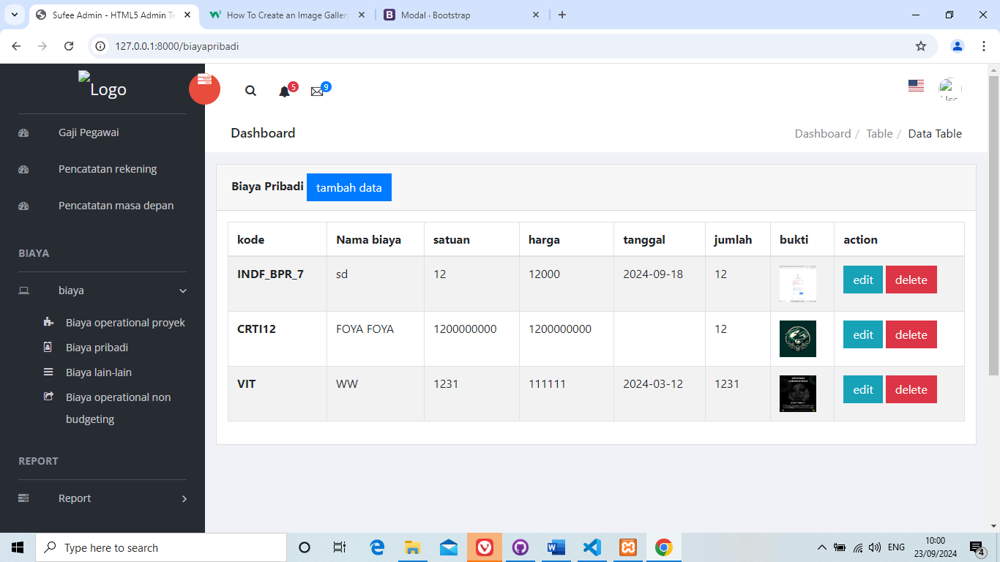 Sufee Admin - HTML5 Admin Te
How To Create an Image Gallery
Modal · Bootstrap
127.0.0.1:8000/biayapribadi
Logo
5
9
Gaji Pegawai
Pencatatan rekening
Pencatatan masa depan
BIAYA
biaya
Biaya operational proyek
Biaya pribadi
Biaya lain-lain
Biaya operational non
budgeting
REPORT
Report
Dashboard
Dashboard / Table / Data Table
Biaya Pribadi tambah data
kode Nama biaya satuan harga tanggal jumlah bukti action
INDF_BPR_7 sd 12 12000 2024-09-18 12 edit delete
CRTI12 FOYA FOYA 1200000000 1200000000 12 edit delete
VIT WW 1231 111111 2024-03-12 1231 edit delete
Type here to search
ENG
10:00
23/09/2024
4